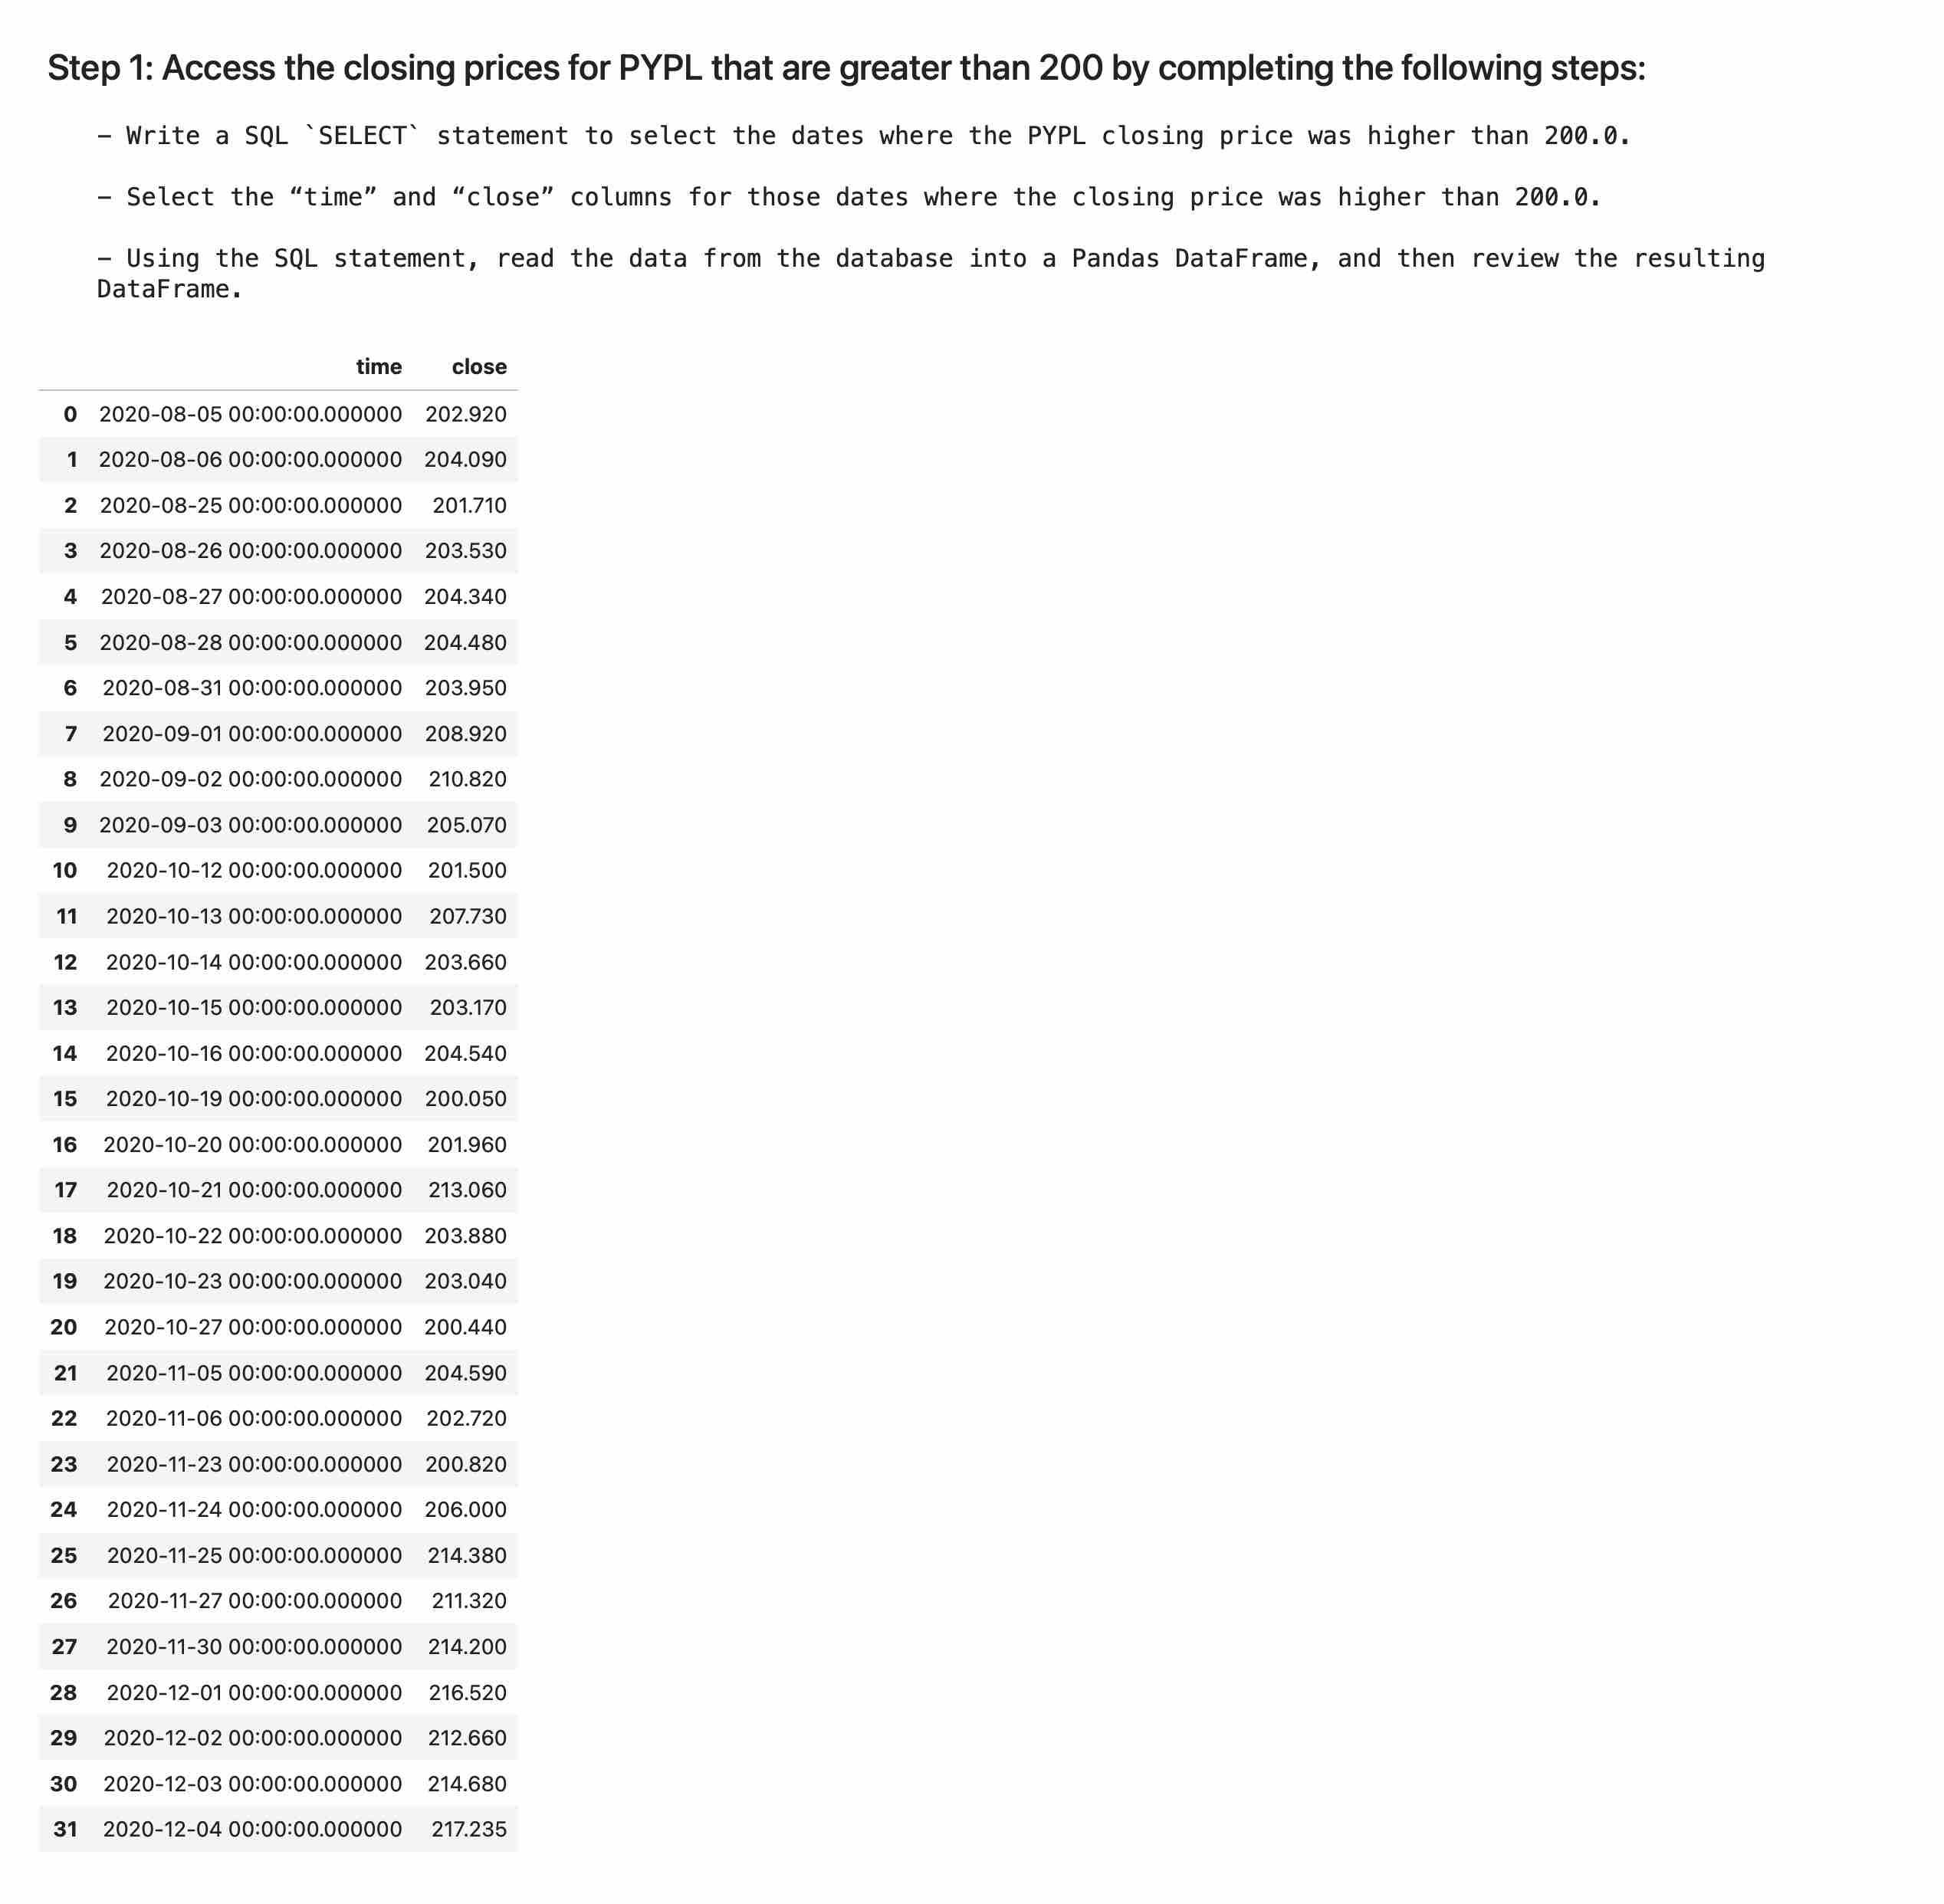 Step 1: Access the closing prices for PYPL that are greater than 200 by completing the following steps:
– Write a SQL `SELECT` statement to select the dates where the PYPL closing price was higher than 200.0.
– Select the “time” and “close” columns for those dates where the closing price was higher than 200.0.
– Using the SQL statement, read the data from the database into a Pandas DataFrame, and then review the resulting
DataFrame.
time close
0 2020-08-05 00:00:00.000000 202.920
1 2020-08-06 00:00:00.000000 204.090
2 2020-08-25 00:00:00.000000 201.710
3 2020-08-26 00:00:00.000000 203.530
4 2020-08-27 00:00:00.000000 204.340
5 2020-08-28 00:00:00.000000 204.480
6 2020-08-31 00:00:00.000000 203.950
7 2020-09-01 00:00:00.000000 208.920
8 2020-09-02 00:00:00.000000 210.820
9 2020-09-03 00:00:00.000000 205.070
10 2020-10-12 00:00:00.000000 201.500
11 2020-10-13 00:00:00.000000 207.730
12 2020-10-14 00:00:00.000000 203.660
13 2020-10-15 00:00:00.000000 203.170
14 2020-10-16 00:00:00.000000 204.540
15 2020-10-19 00:00:00.000000 200.050
16 2020-10-20 00:00:00.000000 201.960
17 2020-10-21 00:00:00.000000 213.060
18 2020-10-22 00:00:00.000000 203.880
19 2020-10-23 00:00:00.000000 203.040
20 2020-10-27 00:00:00.000000 200.440
21 2020-11-05 00:00:00.000000 204.590
22 2020-11-06 00:00:00.000000 202.720
23 2020-11-23 00:00:00.000000 200.820
24 2020-11-24 00:00:00.000000 206.000
25 2020-11-25 00:00:00.000000 214.380
26 2020-11-27 00:00:00.000000 211.320
27 2020-11-30 00:00:00.000000 214.200
28 2020-12-01 00:00:00.000000 216.520
29 2020-12-02 00:00:00.000000 212.660
30 2020-12-03 00:00:00.000000 214.680
31 2020-12-04 00:00:00.000000 217.235